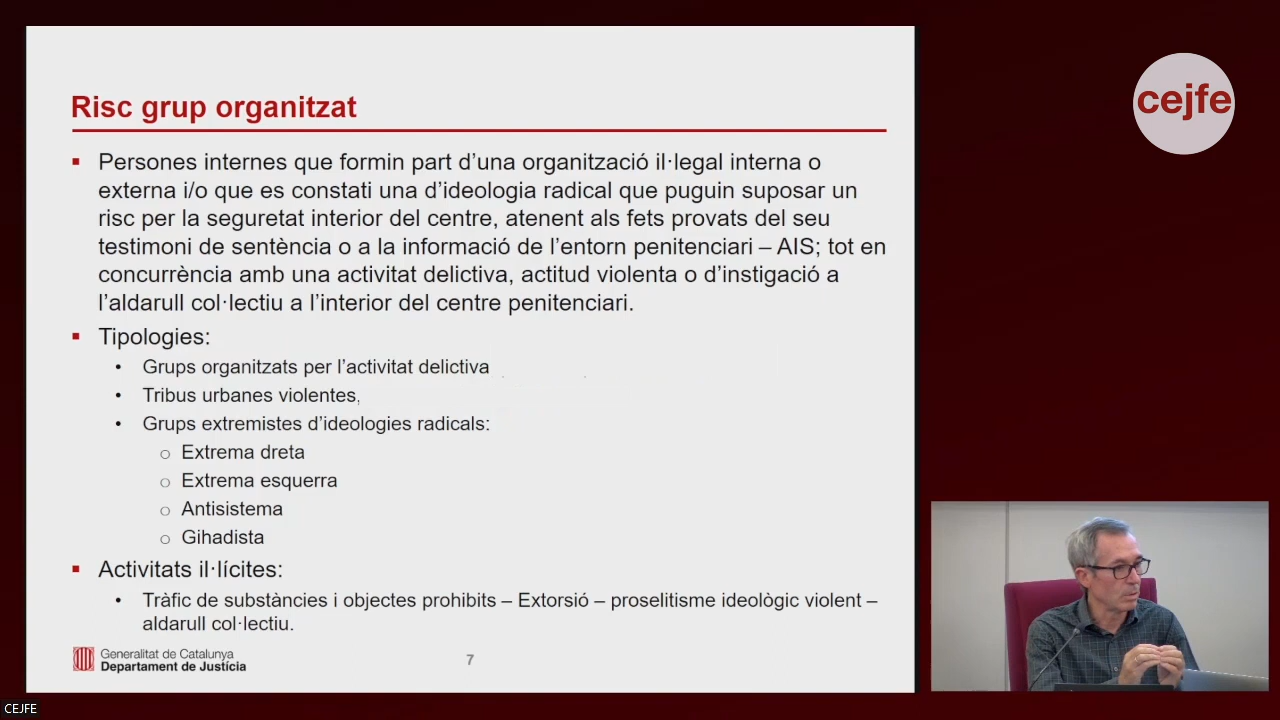 Risc grup organitzat
Persones internes que formin part d’una organització il·legal interna o
externa i/o que es constati una d’ideologia radical que puguin suposar un
risc per la seguretat interior del centre, atenent als fets provats del seu
testimoni de sentència o a la informació de l’entorn penitenciari – AIS; tot en
concurrència amb una activitat delictiva, actitud violenta o d’instigació a
l’aldarull col·lectiu a l’interior del centre penitenciari.
Tipologies:
Grups organitzats per l’activitat delictiva
Tribus urbanes violentes,
Grups extremistes d’ideologies radicals:
Extrema dreta
Extrema esquerra
Antisistema
Gihadista
Activitats il·lícites:
Tràfic de substàncies i objectes prohibits – Extorsió – proselitisme ideològic violent –
aldarull col·lectiu.
Generalitat de Catalunya
Departament de Justícia
7
cejfe
CEJFE